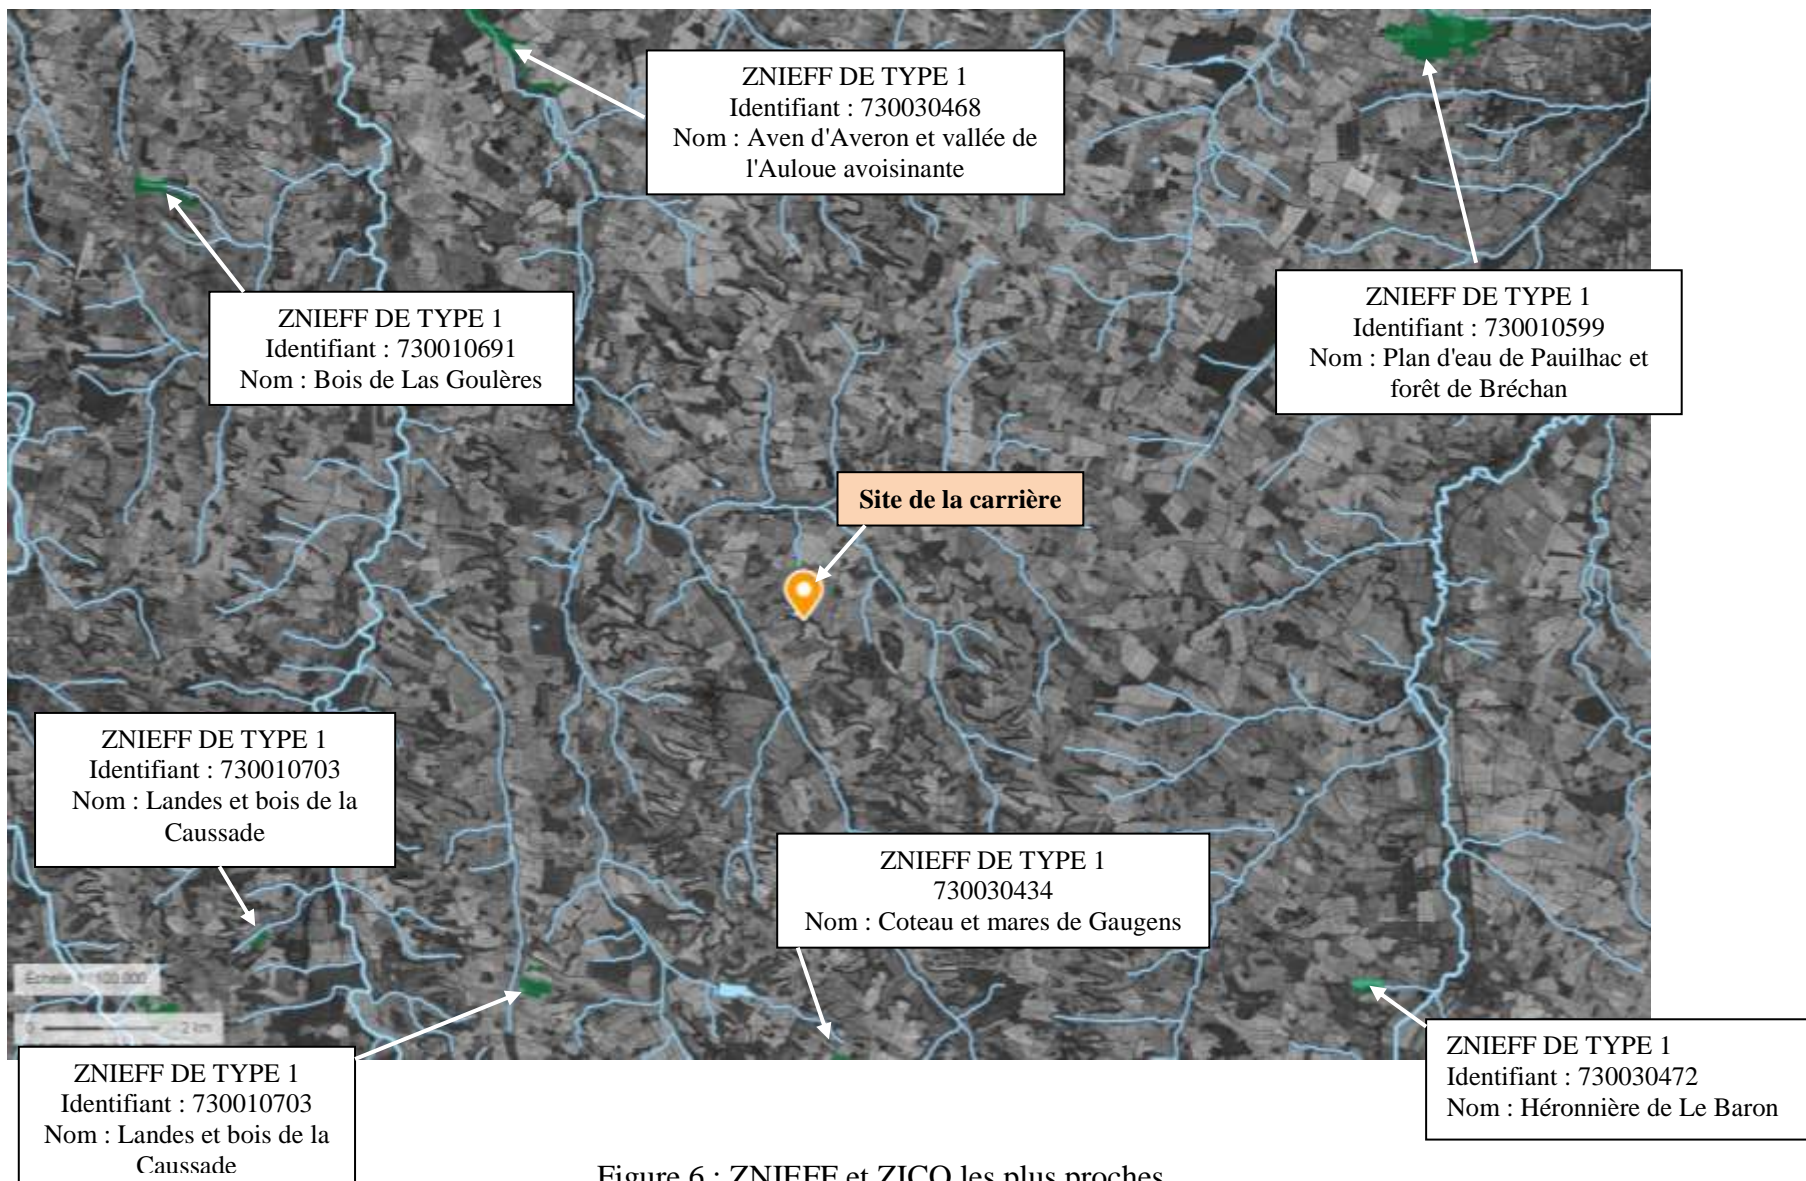 ZNIEFF DE TYPE 1
Identifiant : 730030468
Nom : Aven d'Averon et vallée de
l'Auloue avoisinante
ZNIEFF DE TYPE 1
Identifiant : 730010691
Nom : Bois de Las Goulères
ZNIEFF DE TYPE 1
Identifiant : 730010599
Nom : Plan d'eau de Pauilhac et
forêt de Bréchan
Site de la carrière
ZNIEFF DE TYPE 1
Identifiant : 730010703
Nom : Landes et bois de la
Caussade
ZNIEFF DE TYPE 1
730030434
Nom : Coteau et mares de Gaugens
0 2 km
ZNIEFF DE TYPE 1
Identifiant : 730010703
Nom : Landes et bois de la
Caussade
ZNIEFF DE TYPE 1
Identifiant : 730030472
Nom : Héronnière de Le Baron
Figure 6 : ZNIEFF et ZICO les plus proches